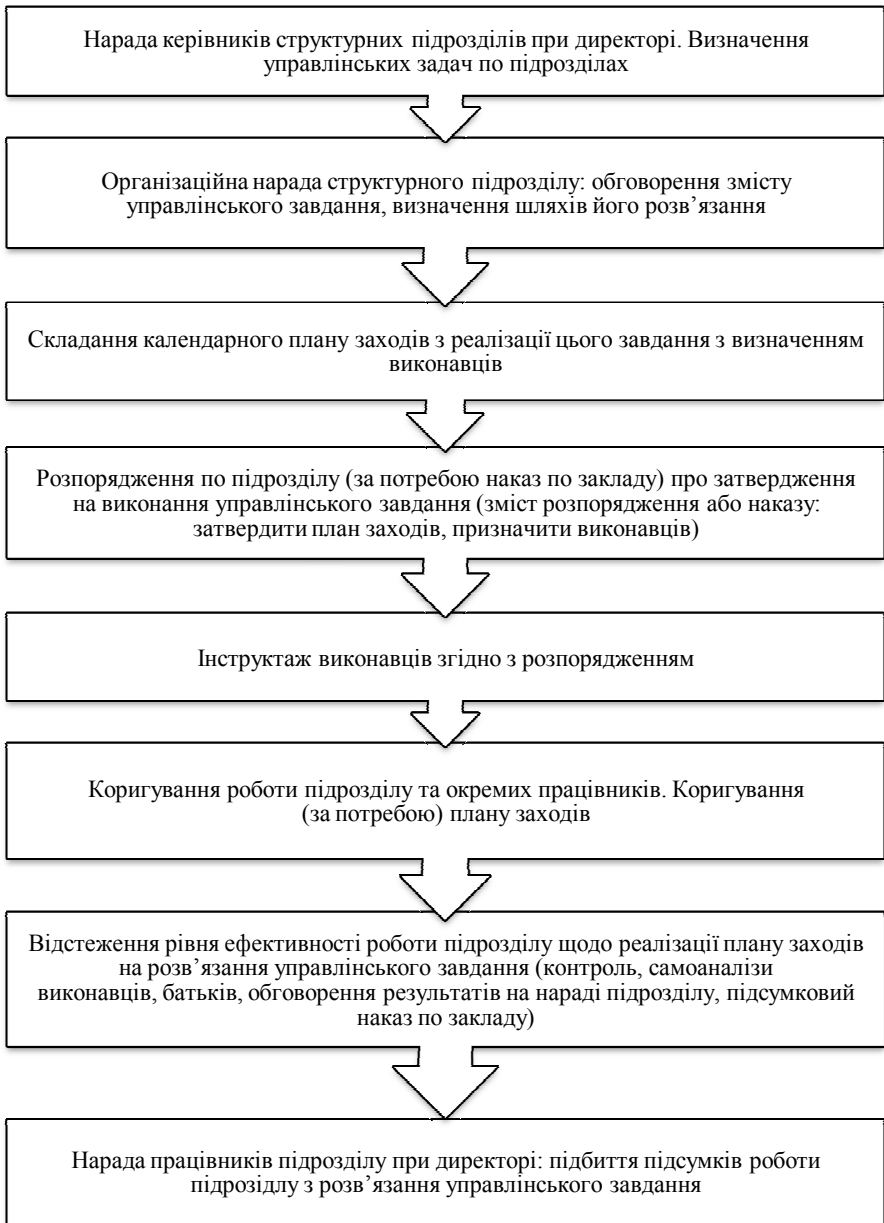 Нарада керівників структурних підрозділів при директорі. Визначення
управлінських задач по підрозділах
Організаційна нарада структурного підрозділу: обговорення змісту
управлінського завдання, визначення шляхів його розв’язання
Складання календарного плану заходів з реалізації цього завдання з визначенням
виконавців
Розпорядження по підрозділу (за потребою наказ по закладу) про затвердження
на виконання управлінського завдання (зміст розпорядження або наказу:
затвердити план заходів, призначити виконавців)
Інструктаж виконавців згідно з розпорядженням
Коригування роботи підрозділу та окремих працівників. Коригування
(за потребою) плану заходів
Відстеження рівня ефективності роботи підрозділу щодо реалізації плану заходів
на розв’язання управлінського завдання (контроль, самоаналізи
виконавців, батьків, обговорення результатів на нараді підрозділу, підсумковий
наказ по закладу)
Нарада працівників підрозділу при директорі: підбиття підсумків роботи
підрозідлу з розв’язання управлінського завдання